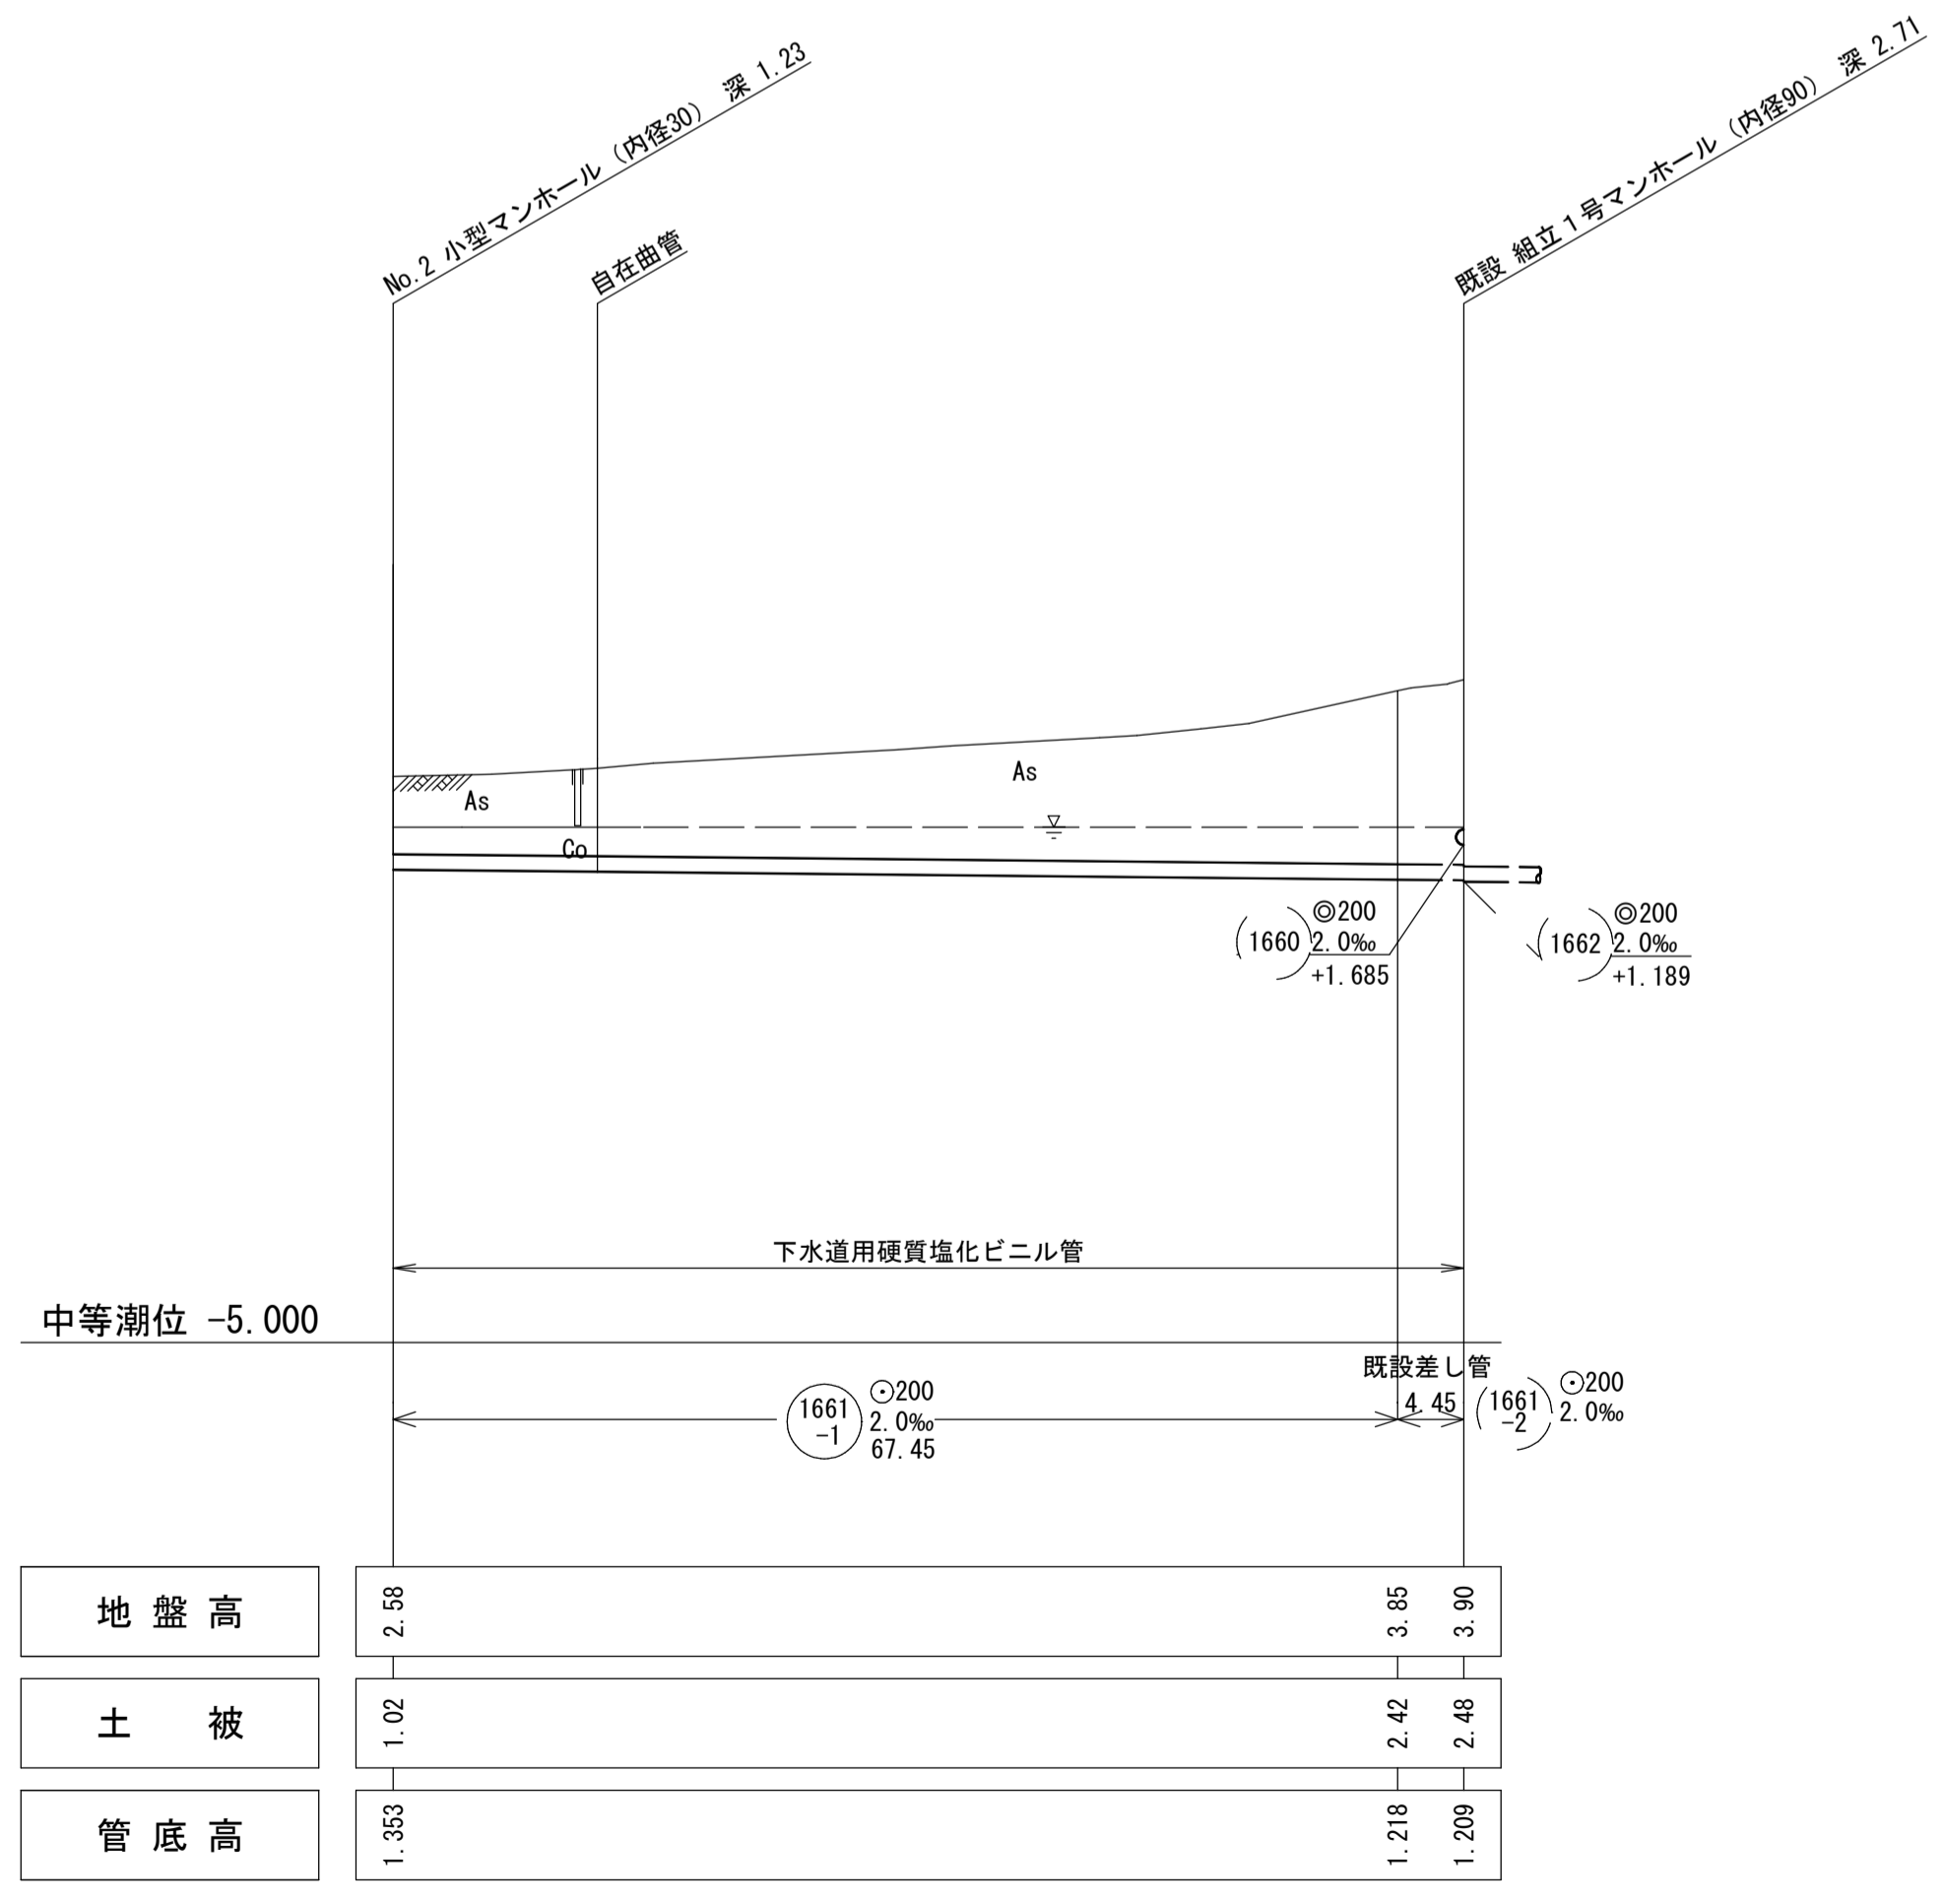 No.2 小型マンホール（内径30） 深 1.23
自在曲管
既設 組立１号マンホール（内径90） 深 2.71
As
As
Co
1660
◎200
2.0‰
+1.685
1662
◎200
2.0‰
+1.189
下水道用硬質塩化ビニル管
中等潮位 -5.000
1661
-1
⊙200
2.0‰
67.45
既設差し管
4.45
1661
-2
⊙200
2.0‰
地 盤 高
2.58
3.85
3.90
土 被
1.02
2.42
2.48
管 底 高
1.353
1.218
1.209